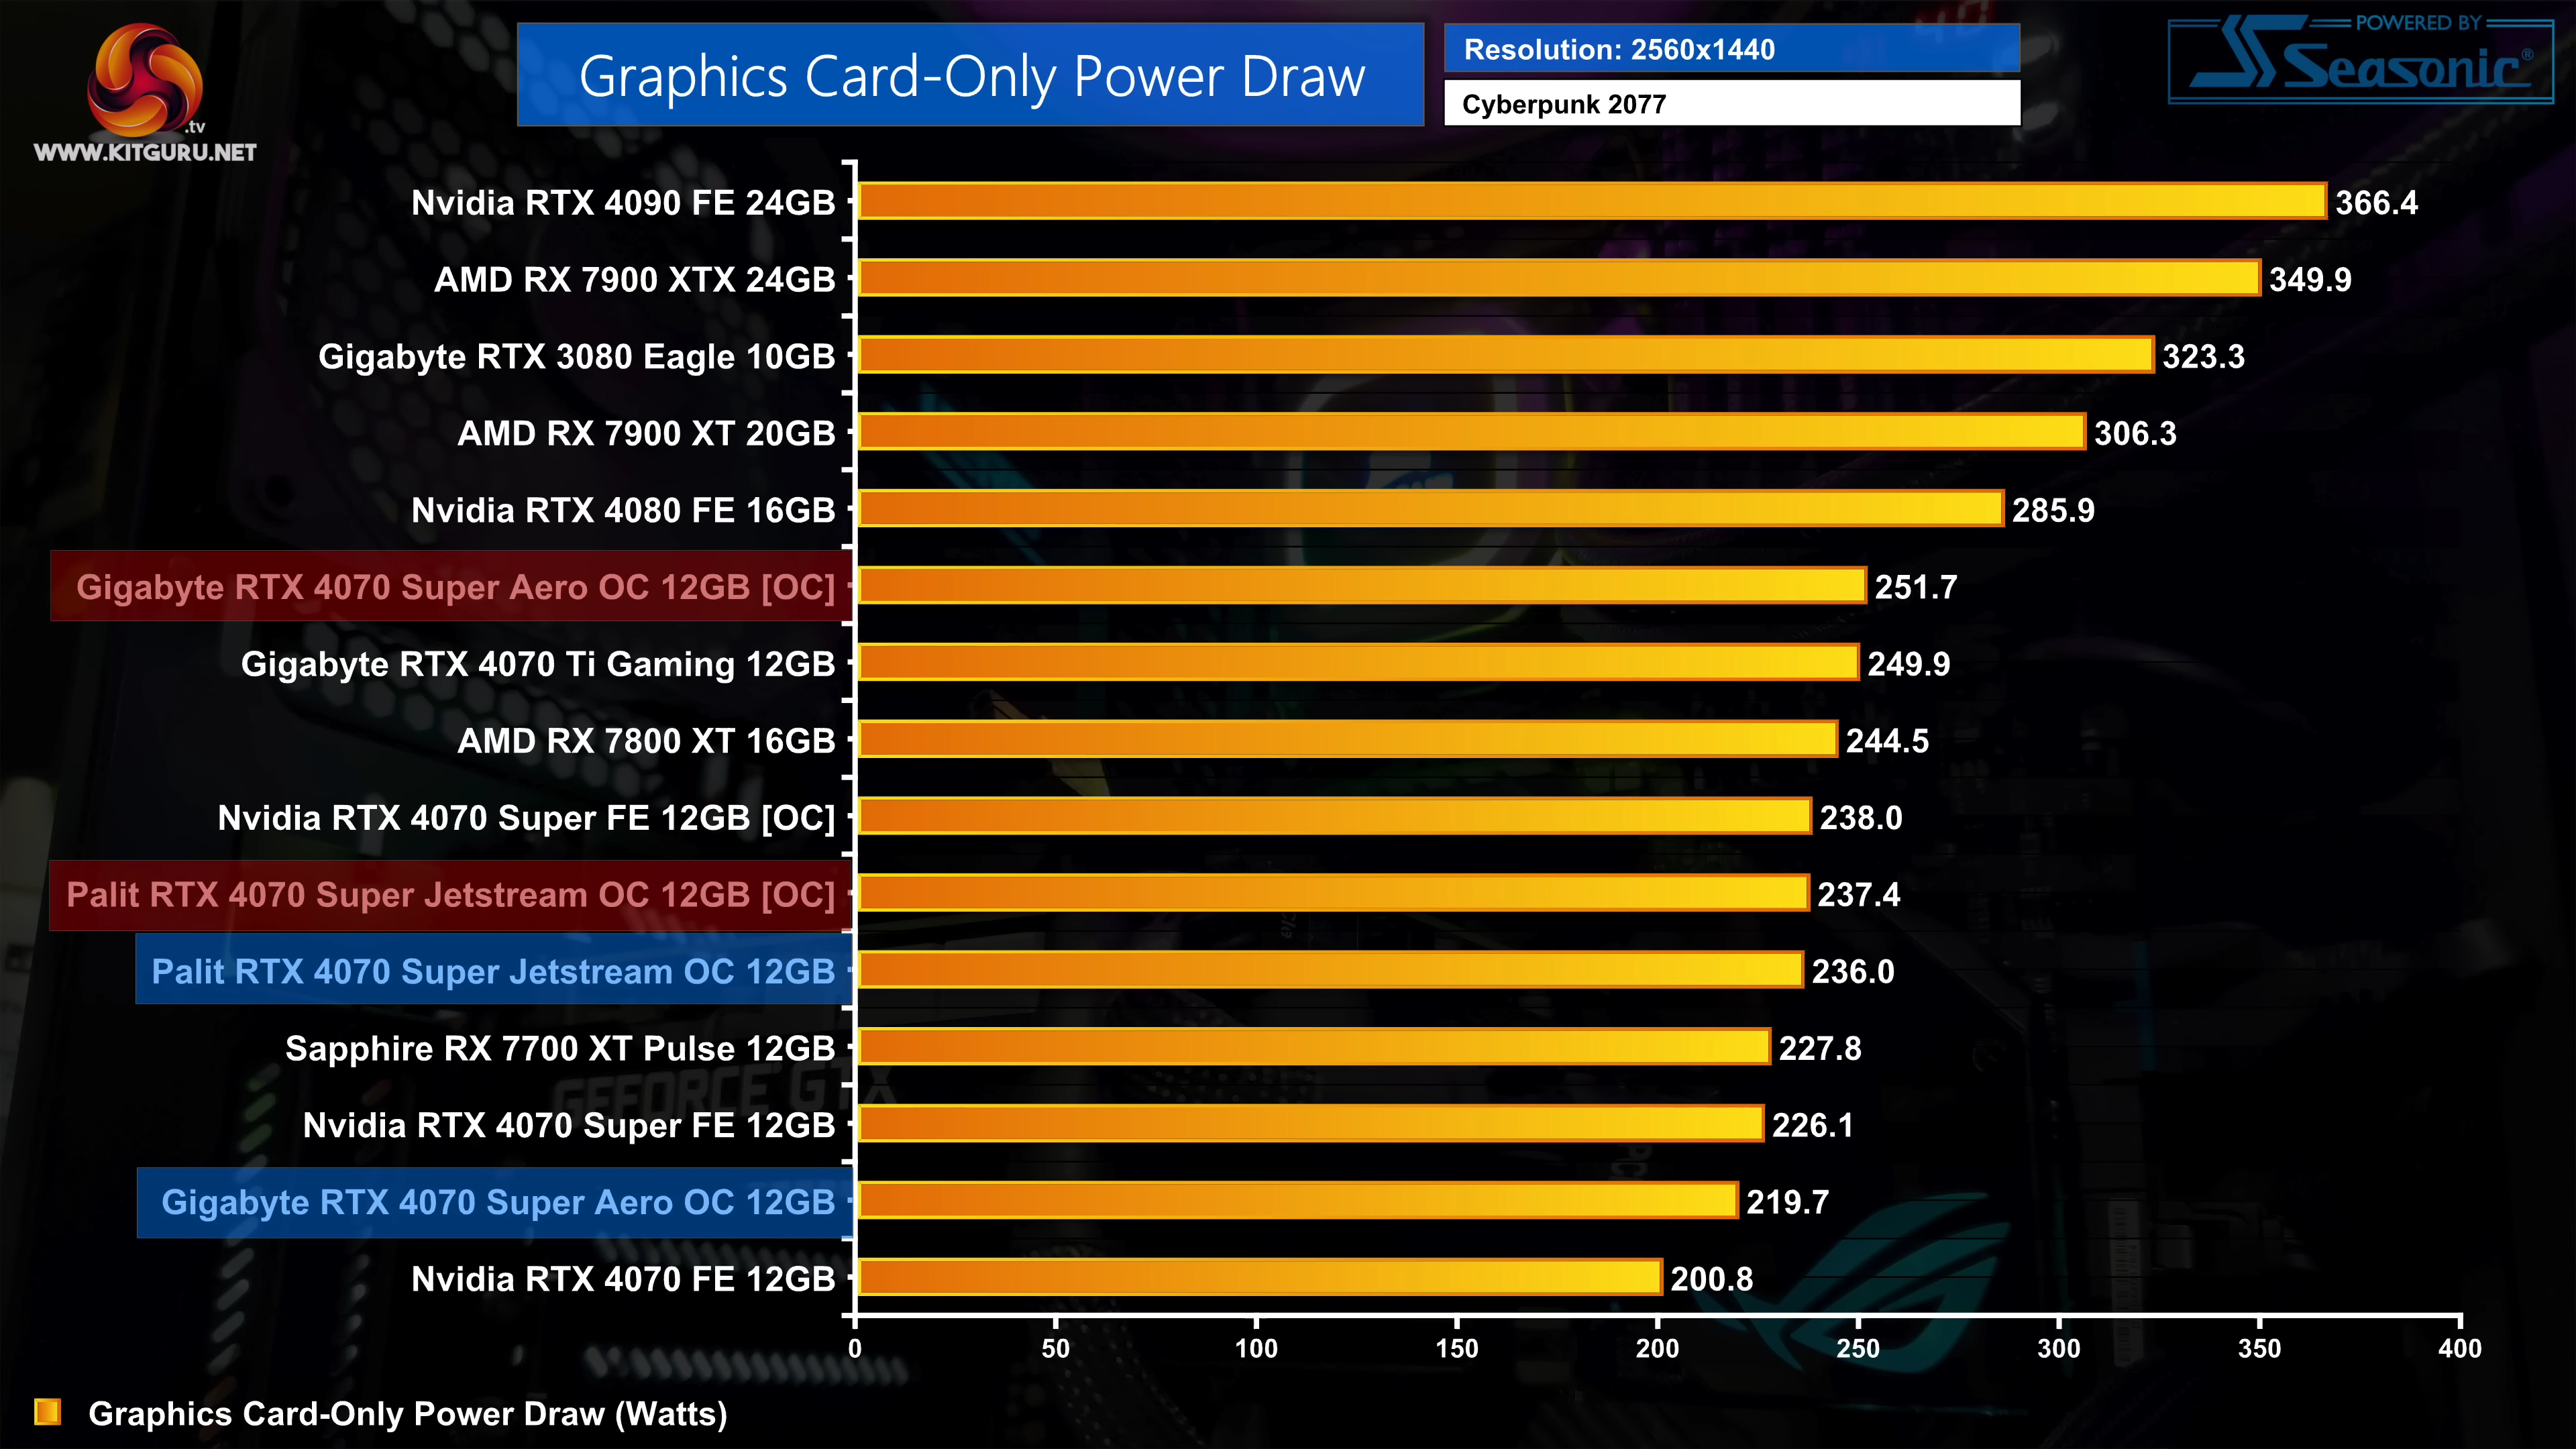 .tv
WWW.KITGURU.NET
Graphics Card-Only Power Draw
Resolution: 2560x1440
Cyberpunk 2077
POWERED BY
Seasonic®
Nvidia RTX 4090 FE 24GB 366.4
AMD RX 7900 XTX 24GB 349.9
Gigabyte RTX 3080 Eagle 10GB 323.3
AMD RX 7900 XT 20GB 306.3
Nvidia RTX 4080 FE 16GB 285.9
Gigabyte RTX 4070 Super Aero OC 12GB [OC] 251.7
Gigabyte RTX 4070 Ti Gaming 12GB 249.9
AMD RX 7800 XT 16GB 244.5
Nvidia RTX 4070 Super FE 12GB [OC] 238.0
Palit RTX 4070 Super Jetstream OC 12GB [OC] 237.4
Palit RTX 4070 Super Jetstream OC 12GB 236.0
Sapphire RX 7700 XT Pulse 12GB 227.8
GEFORCE GTX
Nvidia RTX 4070 Super FE 12GB 226.1
Gigabyte RTX 4070 Super Aero OC 12GB 219.7
Nvidia RTX 4070 FE 12GB 200.8
0 50 100 150 200 250 300 350 400
Graphics Card-Only Power Draw (Watts)